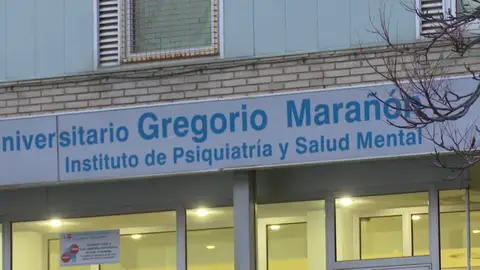 niversitario Gregorio Marañón
Instituto de Psiquiatría y Salud Mental